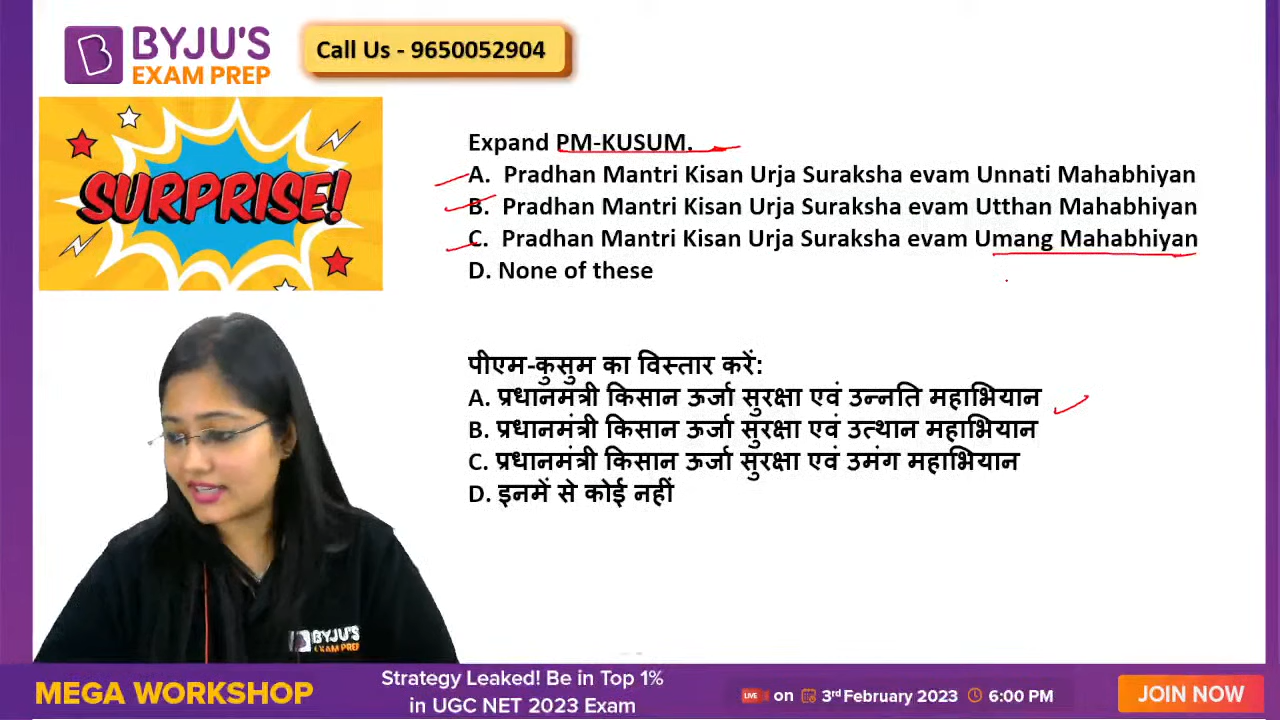 BYJU'S
EXAM PREP
Call Us - 9650052904
SURPRISE!
Expand PM-KUSUM.
A. Pradhan Mantri Kisan Urja Suraksha evam Unnati Mahabhiyan
B. Pradhan Mantri Kisan Urja Suraksha evam Utthan Mahabhiyan
C. Pradhan Mantri Kisan Urja Suraksha evam Umang Mahabhiyan
D. None of these
पीएम-कुसुम का विस्तार करें:
A. प्रधानमंत्री किसान ऊर्जा सुरक्षा एवं उन्नति महाभियान
B. प्रधानमंत्री किसान ऊर्जा सुरक्षा एवं उत्थान महाभियान
C. प्रधानमंत्री किसान ऊर्जा सुरक्षा एवं उमंग महाभियान
D. इनमें से कोई नहीं
BYJU'S
EXAM PREP
MEGA WORKSHOP
Strategy Leaked! Be in Top 1%
in UGC NET 2023 Exam
LIVE on 3rd February 2023 6:00 PM
JOIN NOW